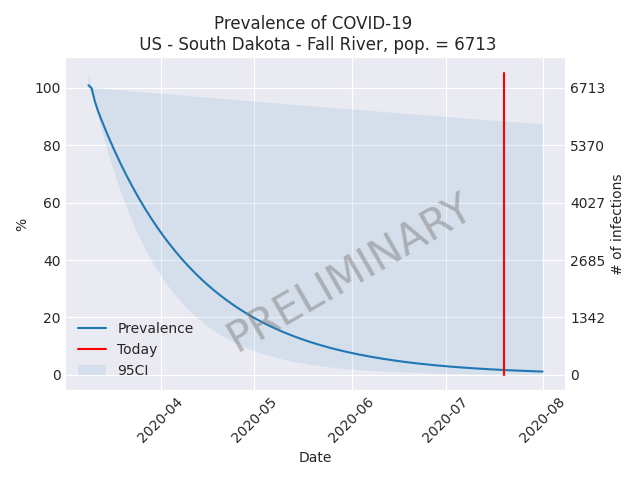 Prevalence of COVID-19
US - South Dakota - Fall River, pop. = 6713
100
80
60
40
20
0
%
6713
5370
4027
2685
1342
0
# of infections
PRELIMINARY
Prevalence
Today
95CI
2020-04
2020-05
2020-06
2020-07
2020-08
Date